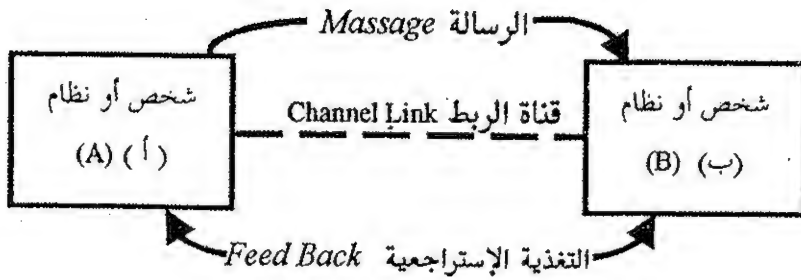 الرسالة Massage
شخص أو نظام
(أ) (A)
قناة الربط Channel Link
شخص أو نظام
(ب) (B)
التغذية الإستراجعية Feed Back